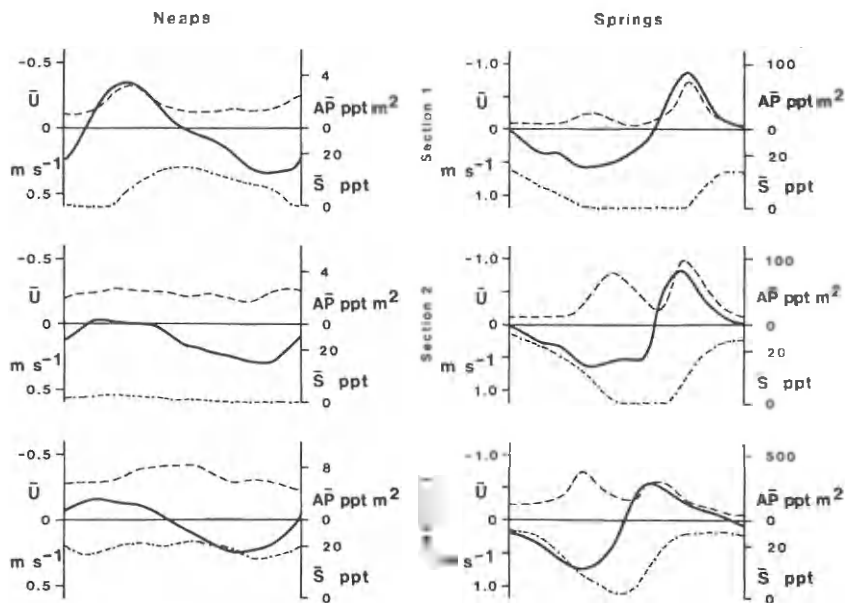 Neaps
-0.5
Ū
0
m s⁻¹
0.5
4
AP̄ ppt m²
0
20
S̄ ppt
0
-0.5
Ū
0
m s⁻¹
0.5
4
AP̄ ppt m²
0
20
S̄ ppt
0
-0.5
Ū
0
m s⁻¹
0.5
8
AP̄ ppt m²
0
20
S̄ ppt
0
Springs
Section 1
-1.0
Ū
0
m s⁻¹
1.0
100
AP̄ ppt m²
0
20
S̄ ppt
0
Section 2
-1.0
Ū
0
m s⁻¹
1.0
100
AP̄ ppt m²
0
20
S̄ ppt
0
-1.0
Ū
0
s⁻¹
1.0
500
AP̄ ppt m²
0
20
S̄ ppt
0